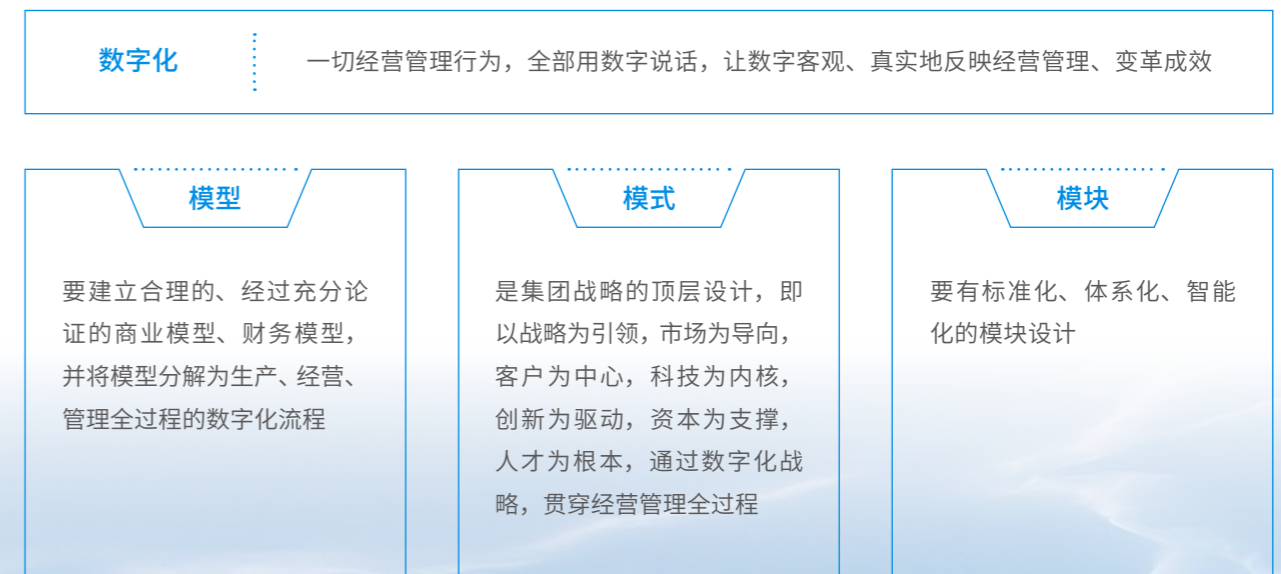 数字化
一切经营管理行为，全部用数字说话，让数字客观、真实地反映经营管理、变革成效
模型
要建立合理的、经过充分论
证的商业模型、财务模型，
并将模型分解为生产、经营、
管理全过程的数字化流程
模式
是集团战略的顶层设计，即
以战略为引领，市场为导向，
客户为中心，科技为内核，
创新为驱动，资本为支撑，
人才为根本，通过数字化战
略，贯穿经营管理全过程
模块
要有标准化、体系化、智能
化的模块设计